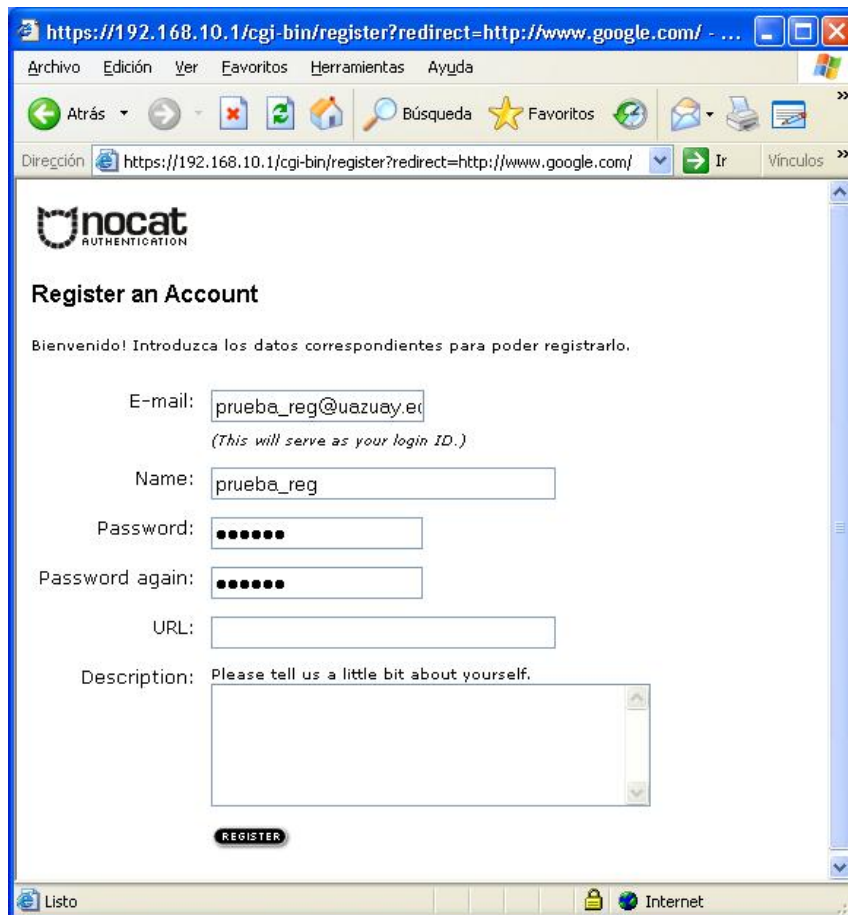 https://192.168.10.1/cgi-bin/register?redirect=http://www.google.com/ - ...
Archivo Edición Ver Favoritos Herramientas Ayuda
Atrás Búsqueda Favoritos »
Dirección https://192.168.10.1/cgi-bin/register?redirect=http://www.google.com/ Ir Vínculos »
nocat
AUTHENTICATION
Register an Account
Bienvenido! Introduzca los datos correspondientes para poder registrarlo.
E-mail: prueba_reg@uazuay.e
(This will serve as your login ID.)
Name: prueba_reg
Password: ●●●●●●
Password again: ●●●●●●
URL:
Description: Please tell us a little bit about yourself.
REGISTER
Listo Internet